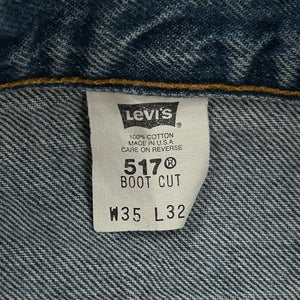 LEVI'S ®
100% COTTON
MADE IN U.S.A
CARE ON REVERSE
517®
BOOT CUT
W35 L32